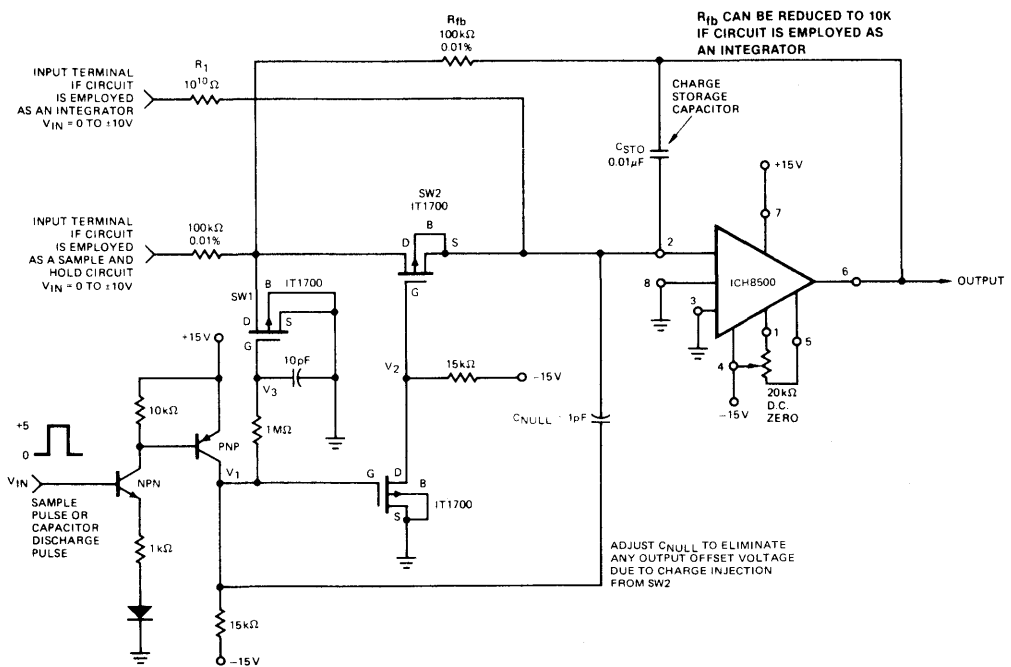 Rfb
100kΩ
0.01%
Rfb CAN BE REDUCED TO 10K
IF CIRCUIT IS EMPLOYED AS
AN INTEGRATOR
INPUT TERMINAL
IF CIRCUIT
IS EMPLOYED
AS AN INTEGRATOR
VIN = 0 TO ±10V
R1
10¹⁰Ω
CHARGE
STORAGE
CAPACITOR
CSTO
0.01μF
+15V
7
SW2
IT1700
B
D
S
G
INPUT TERMINAL
IF CIRCUIT
IS EMPLOYED
AS A SAMPLE AND
HOLD CIRCUIT
VIN = 0 TO ±10V
100kΩ
0.01%
2
8
3
ICH8500
6
OUTPUT
1
5
4
−15V
20kΩ
D.C.
ZERO
SW1
B
IT1700
D
S
G
10pF
V3
1MΩ
V2
15kΩ
−15V
CNULL 1pF
+15V
10kΩ
PNP
+5
0
VIN
NPN
SAMPLE
PULSE OR
CAPACITOR
DISCHARGE
PULSE
1kΩ
V1
G
D
B
S
IT1700
ADJUST CNULL TO ELIMINATE
ANY OUTPUT OFFSET VOLTAGE
DUE TO CHARGE INJECTION
FROM SW2
15kΩ
−15V